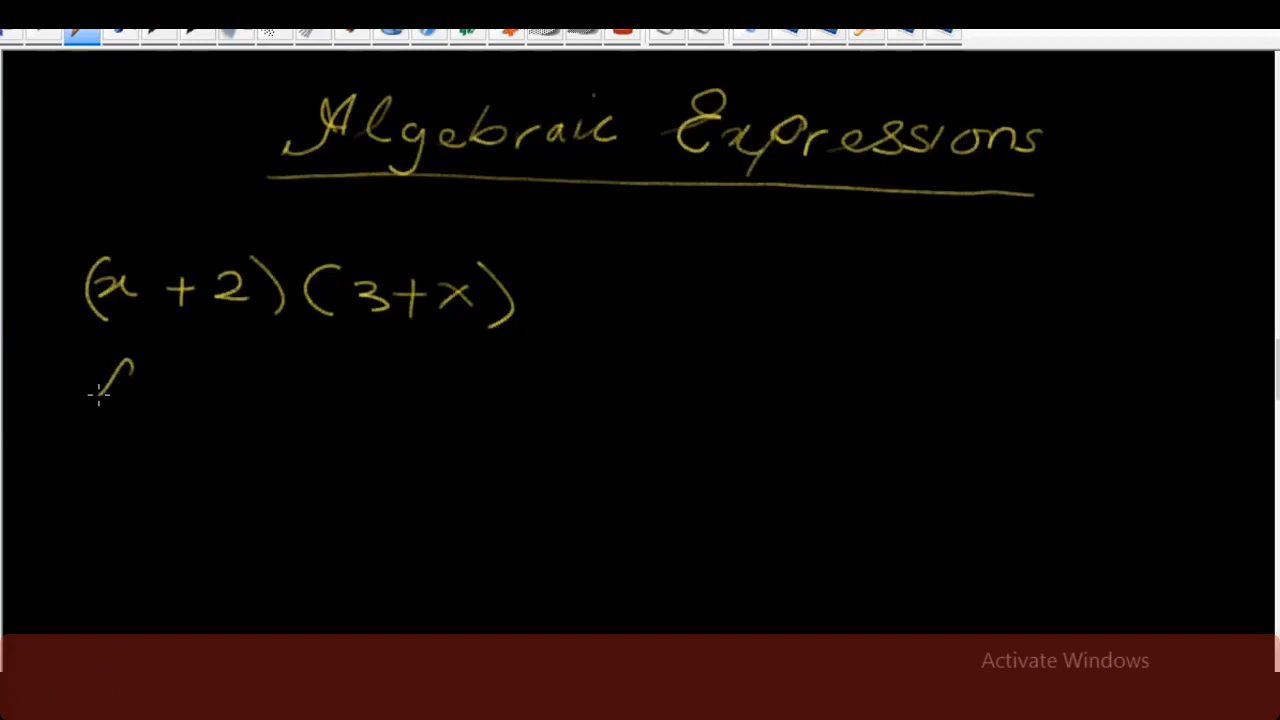 Algebraic Expressions
(x + 2) (3 + x)
Activate Windows